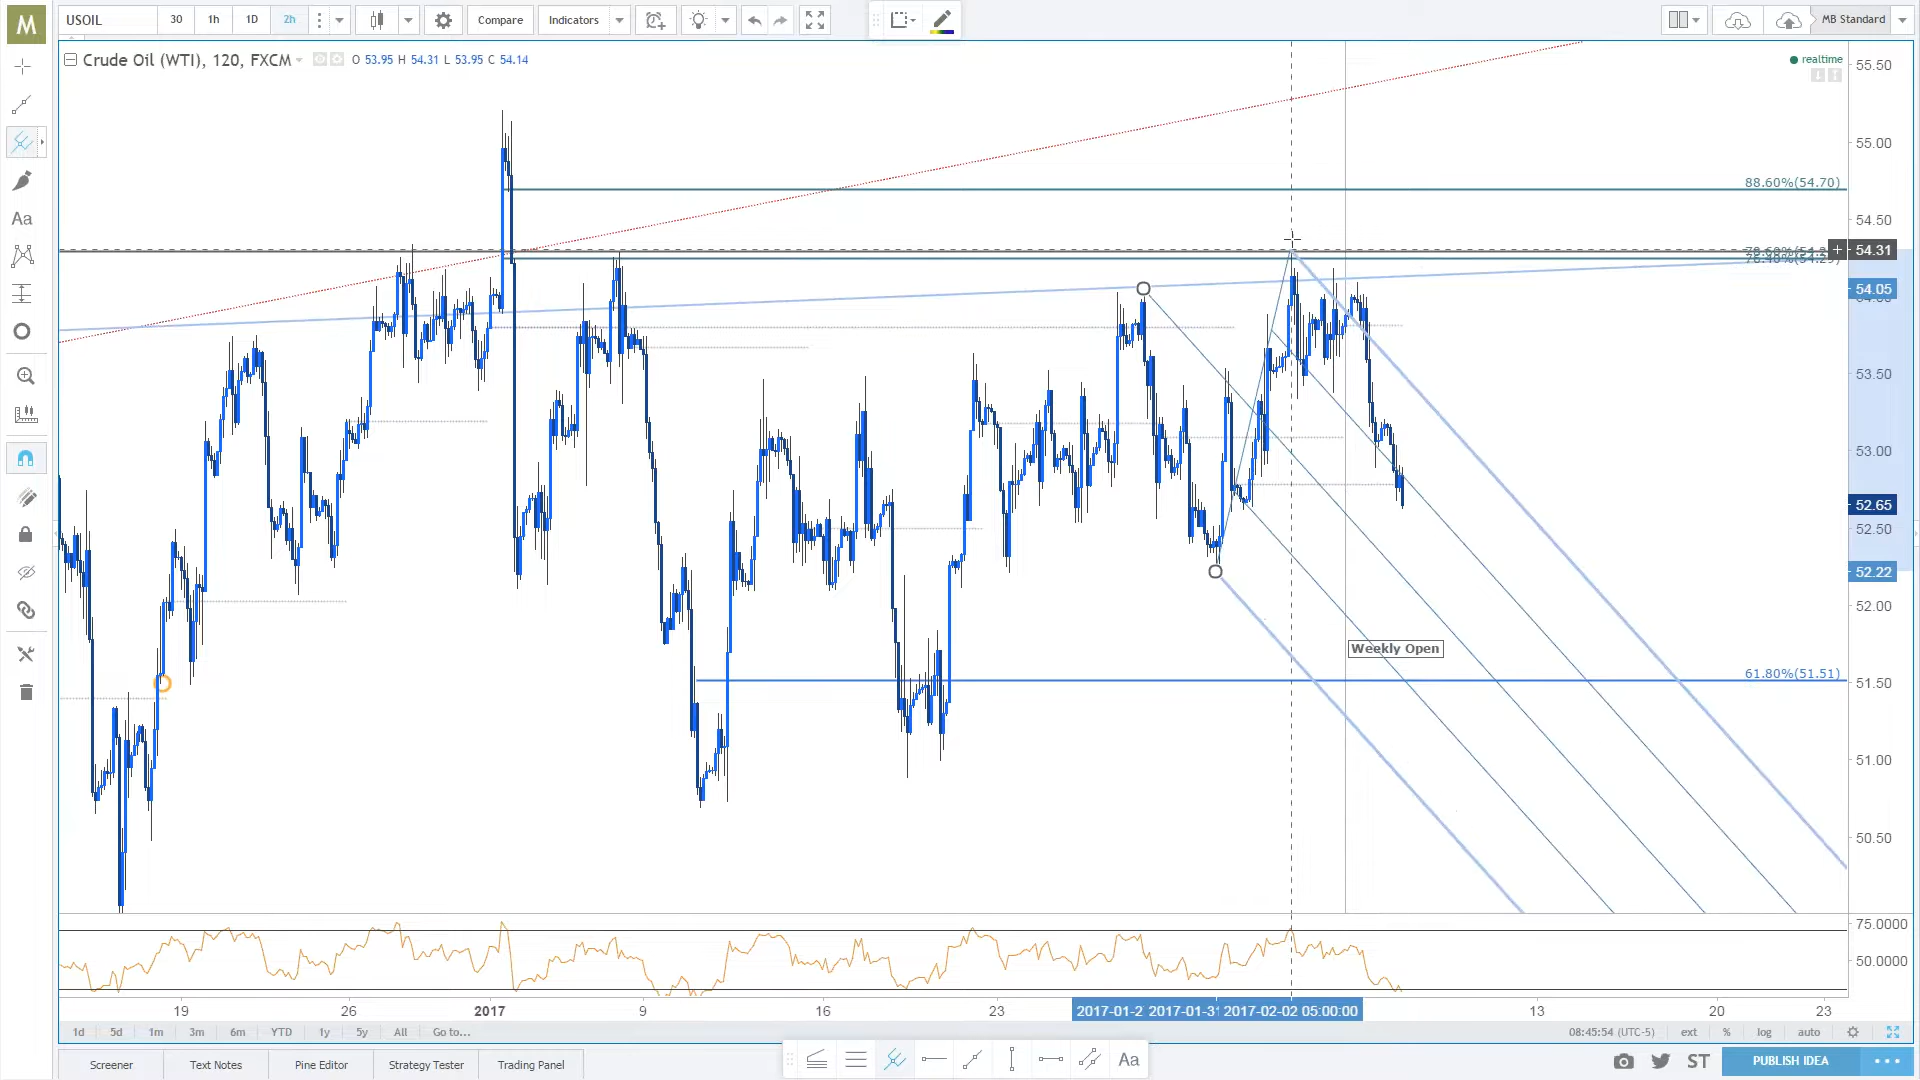 M USOIL 30 1h 1D 2h Compare Indicators MB Standard
Crude Oil (WTI), 120, FXCM O 53.95 H 54.31 L 53.95 C 54.14
realtime
55.50
55.00
88.60%(54.70)
54.50
54.31
54.05
53.50
53.00
52.65
52.50
52.22
52.00
Weekly Open
61.80%(51.51)
51.50
51.00
50.50
75.0000
50.0000
19 26 2017 9 16 23 2017-01-2 2017-01-31 2017-02-02 05:00:00 13 20 23
1d 5d 1m 3m 6m YTD 1y 5y All Go to... 08:45:54 (UTC-5) ext % log auto
Screener Text Notes Pine Editor Strategy Tester Trading Panel Aa ST PUBLISH IDEA
Aa